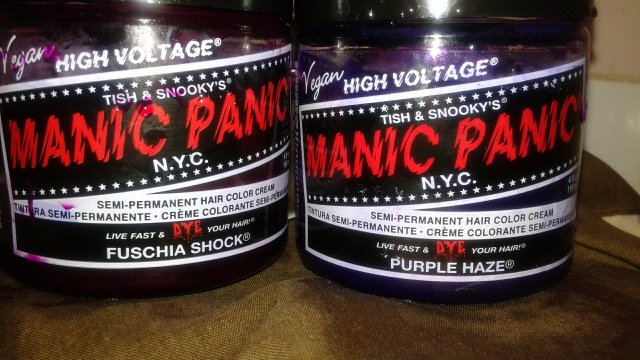 Vegan HIGH VOLTAGE®
TISH & SNOOKY'S®
MANIC PANIC
N.Y.C.
SEMI-PERMANENT HAIR COLOR CREAM
TINTURA SEMI-PERMANENTE • CRÈME COLORANTE SEMI-PERMAN
LIVE FAST & DYE YOUR HAIR!®
FUSCHIA SHOCK®
Vegan HIGH VOLTAGE®
TISH & SNOOKY'S®
MANIC PANIC
N.Y.C.
SEMI-PERMANENT HAIR COLOR CREAM
TINTURA SEMI-PERMANENTE • CRÈME COLORANTE SEMI-PERMAN
LIVE FAST & DYE YOUR HAIR!®
PURPLE HAZE®